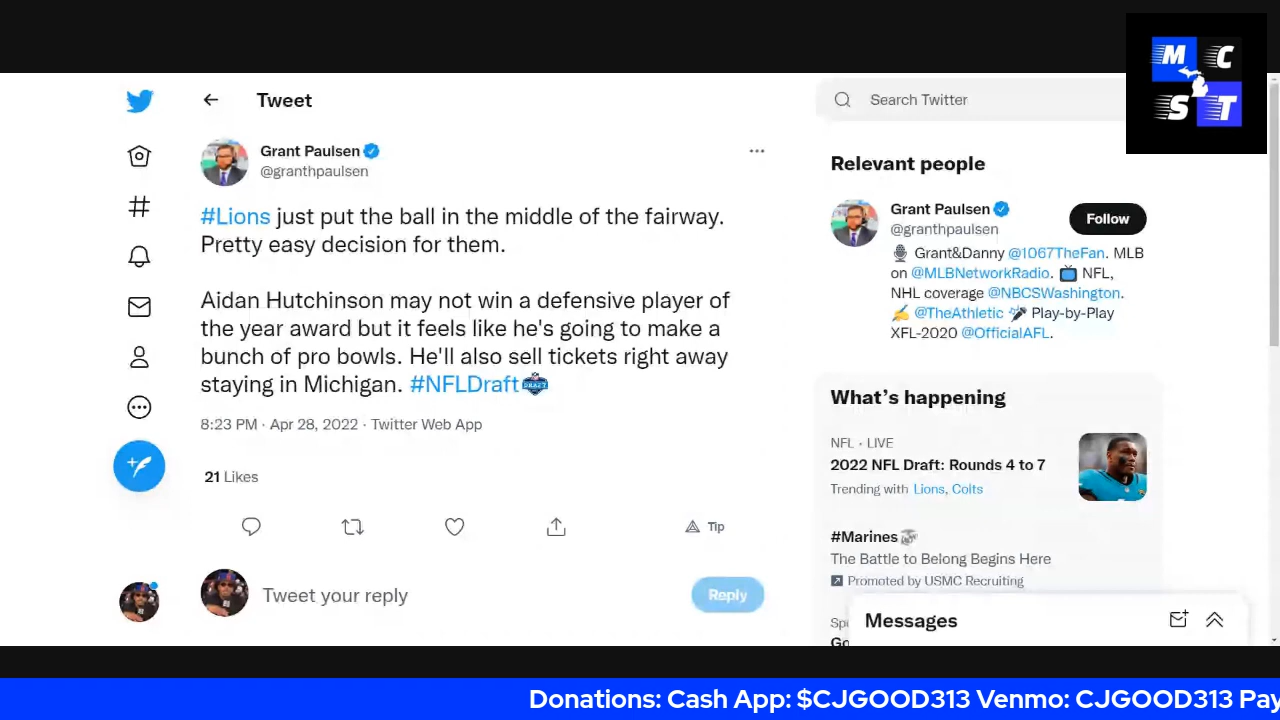 M C
S T
Tweet
Search Twitter
Grant Paulsen
@granthpaulsen
#Lions just put the ball in the middle of the fairway.
Pretty easy decision for them.
Aidan Hutchinson may not win a defensive player of
the year award but it feels like he's going to make a
bunch of pro bowls. He'll also sell tickets right away
staying in Michigan. #NFLDraft
8:23 PM · Apr 28, 2022 · Twitter Web App
21 Likes
Tip
Tweet your reply
Reply
Relevant people
Grant Paulsen
@granthpaulsen
Follow
Grant&Danny @1067TheFan. MLB
on @MLBNetworkRadio. NFL,
NHL coverage @NBCSWashington.
@TheAthletic Play-by-Play
XFL-2020 @OfficialAFL.
What's happening
NFL · LIVE
2022 NFL Draft: Rounds 4 to 7
Trending with Lions, Colts
#Marines
The Battle to Belong Begins Here
Promoted by USMC Recruiting
Messages
Donations: Cash App: $CJGOOD313 Venmo: CJGOOD313 Pay